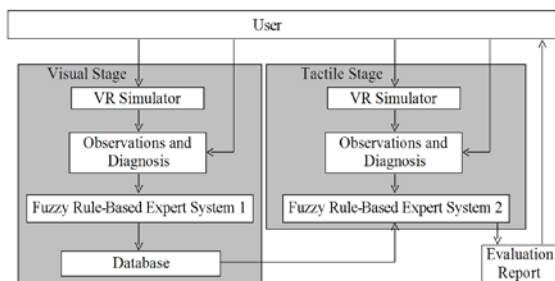 User
Visual Stage
VR Simulator
Observations and
Diagnosis
Fuzzy Rule-Based Expert System 1
Database
Tactile Stage
VR Simulator
Observations and
Diagnosis
Fuzzy Rule-Based Expert System 2
Evaluation
Report